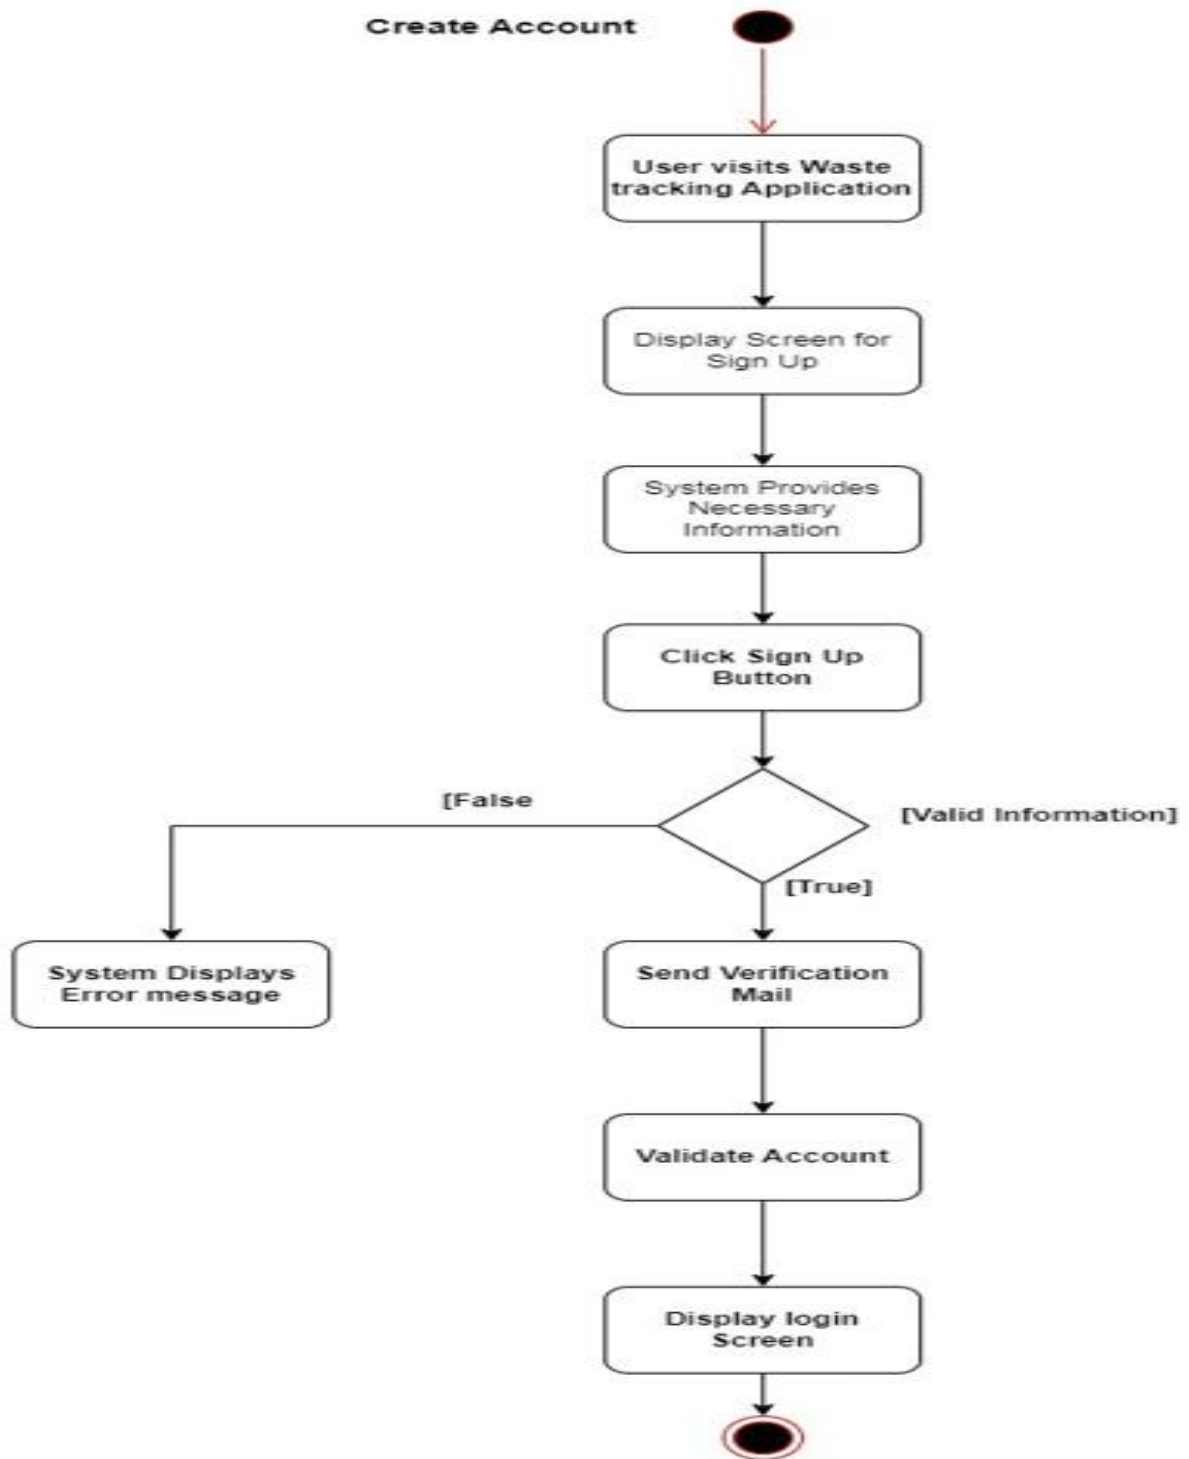 Create Account
User visits Waste
tracking Application
Display Screen for
Sign Up
System Provides
Necessary
Information
Click Sign Up
Button
[False
[Valid Information]
[True]
System Displays
Error message
Send Verification
Mail
Validate Account
Display login
Screen